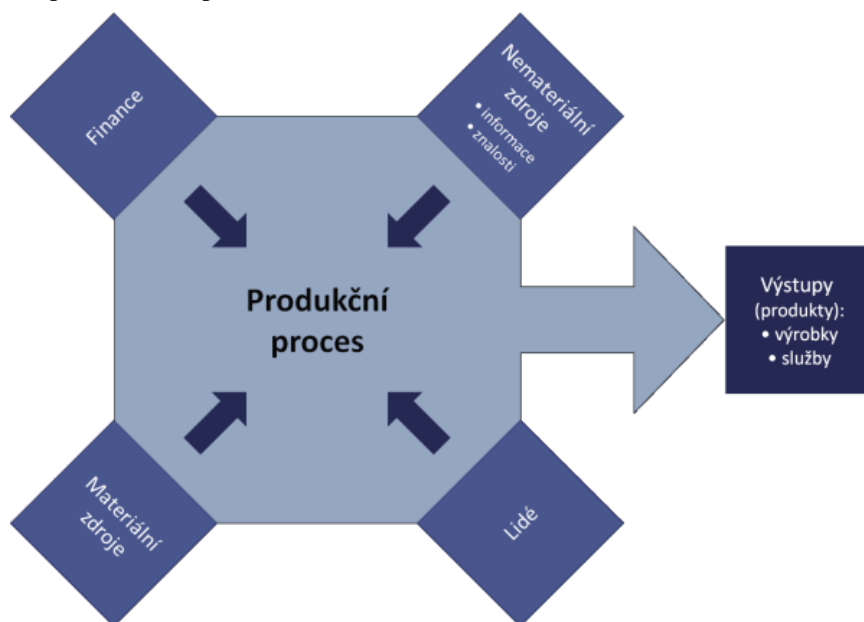 Finance
Nemateriální
zdroje
• informace
• znalosti
Produkční
proces
Výstupy
(produkty):
• výrobky
• služby
Materiální
zdroje
Lidé